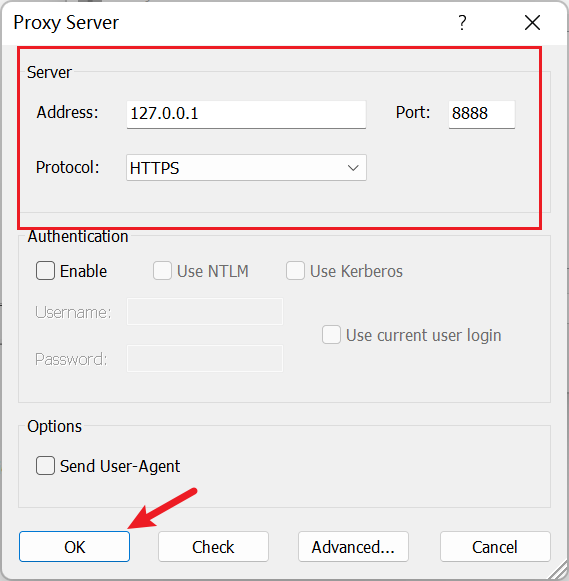 Proxy Server ?
Server
Address: 127.0.0.1 Port: 8888
Protocol: HTTPS
Authentication
Enable Use NTLM Use Kerberos
Username:
Use current user login
Password:
Options
Send User-Agent
OK Check Advanced... Cancel